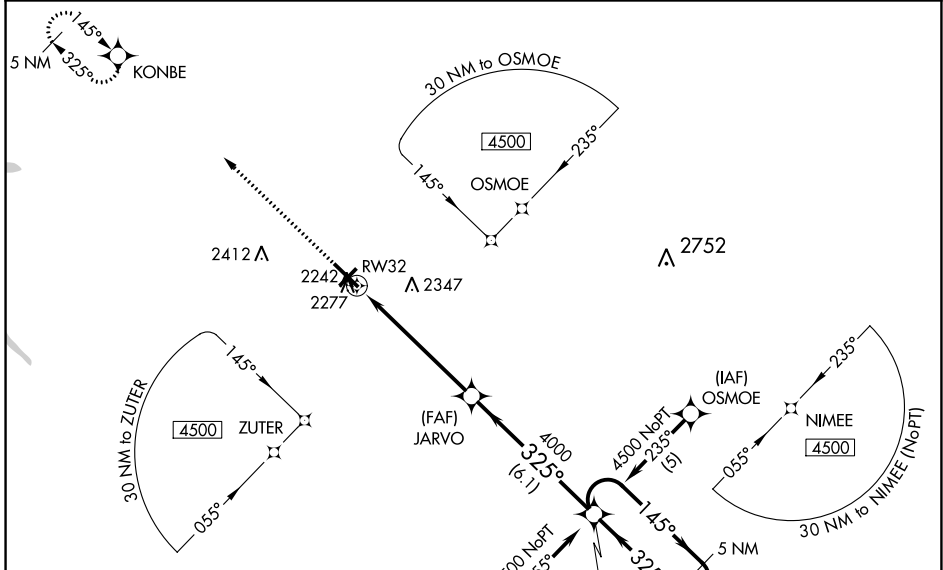 145°
5 NM
325°
KONBE
30 NM to OSMOE
4500
145°
235°
OSMOE
2412
2242
RW32
2277
2347
2752
30 NM to ZUTER
145°
4500
ZUTER
055°
(FAF)
JARVO
4000
325°
(6.1)
(IAF)
OSMOE
4500 NoPT
235°
(5)
145°
5 NM
NoPT
235°
NIMEE
4500
055°
30 NM to NIMEE (NoPT)